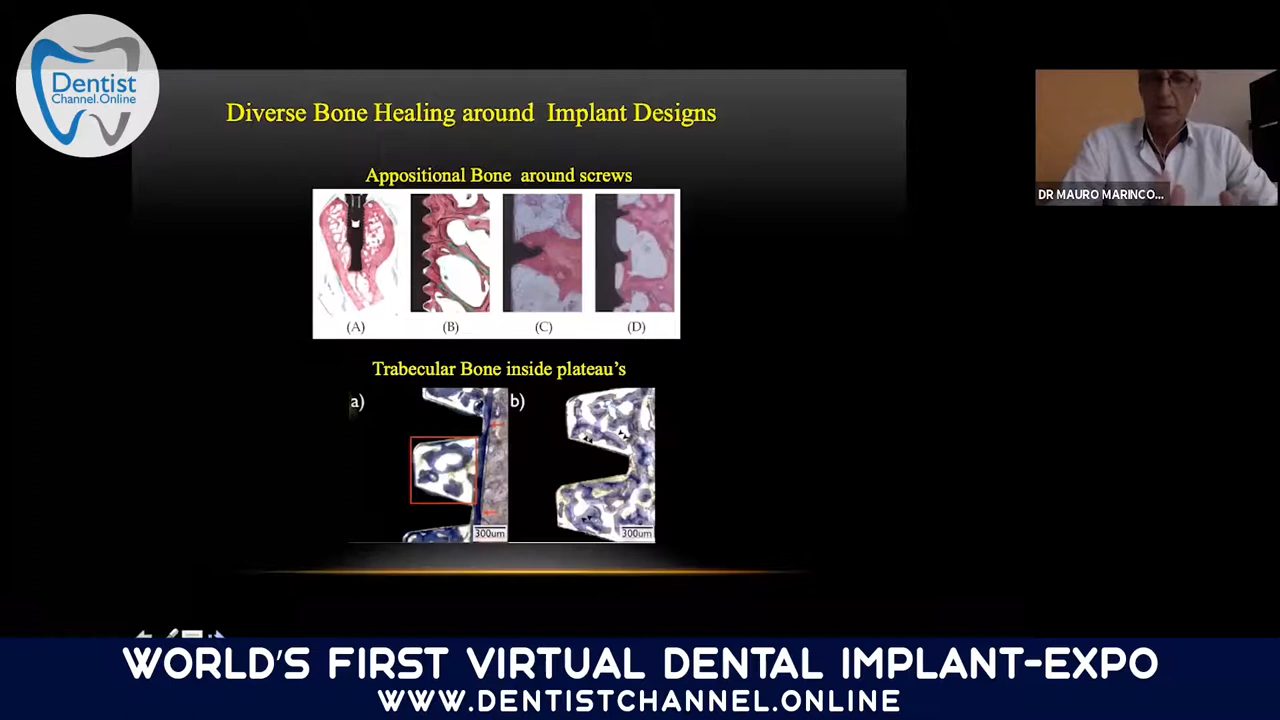 Dentist
Channel.Online
Diverse Bone Healing around Implant Designs
DR MAURO MARINCO...
Appositional Bone around screws
(A) (B) (C) (D)
Trabecular Bone inside plateau's
a) b)
300um 300um
WORLD'S FIRST VIRTUAL DENTAL IMPLANT-EXPO
WWW.DENTISTCHANNEL.ONLINE